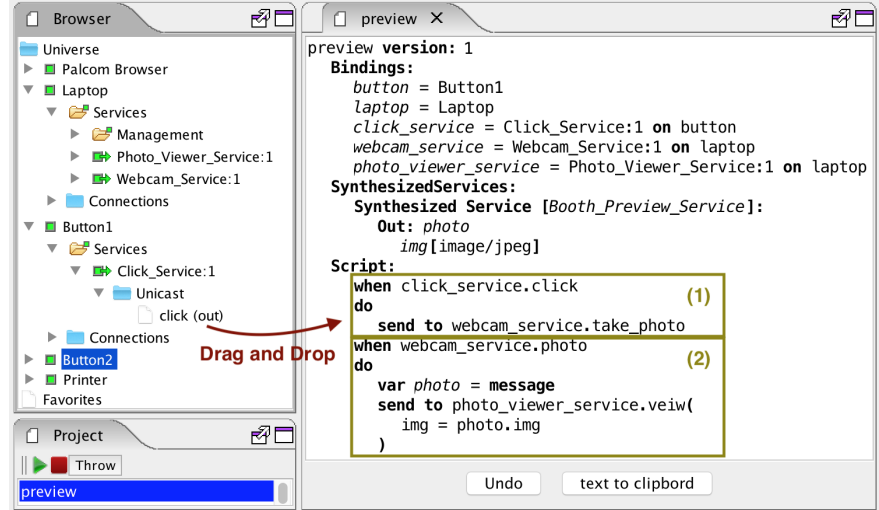 Browser
Universe
Palcom Browser
Laptop
Services
Management
Photo_Viewer_Service:1
Webcam_Service:1
Connections
Button1
Services
Click_Service:1
Unicast
click (out)
Connections
Button2
Printer
Favorites
Drag and Drop
Project
Throw
preview
preview X
preview version: 1
Bindings:
button = Button1
laptop = Laptop
click_service = Click_Service:1 on button
webcam_service = Webcam_Service:1 on laptop
photo_viewer_service = Photo_Viewer_Service:1 on laptop
SynthesizedServices:
Synthesized Service [Booth_Preview_Service]:
Out: photo
img[image/jpeg]
Script:
when click_service.click
(1)
do
send to webcam_service.take_photo
when webcam_service.photo
(2)
do
var photo = message
send to photo_viewer_service.veiw(
img = photo.img
)
Undo
text to clipbord